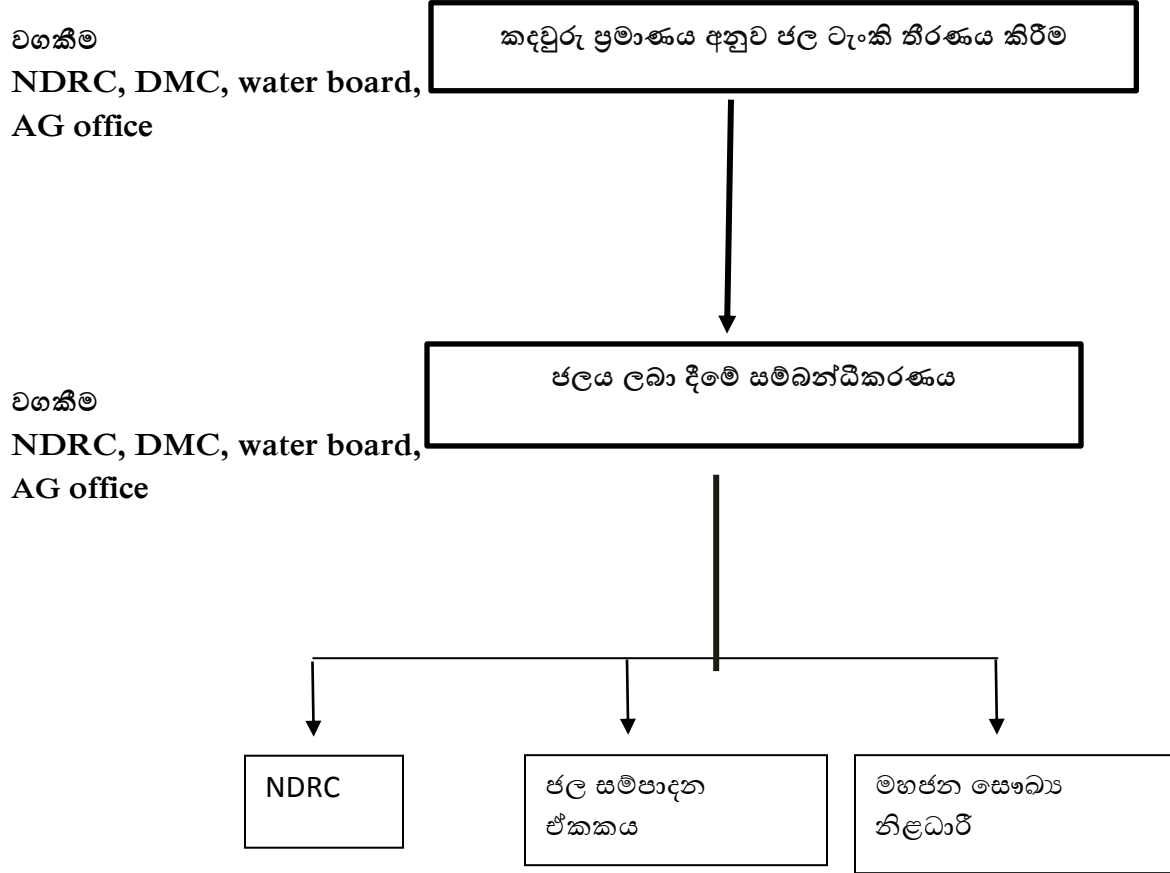 වගකීම
NDRC, DMC, water board,
AG office
කදවුරු ප්‍රමාණය අනුව ජල ටැංකි තීරණය කිරීම
වගකීම
NDRC, DMC, water board,
AG office
ජලය ලබා දීමේ සම්බන්ධීකරණය
NDRC
ජල සම්පාදන
ඒකකය
මහජන සෞඛ්‍ය
නිළධාරී